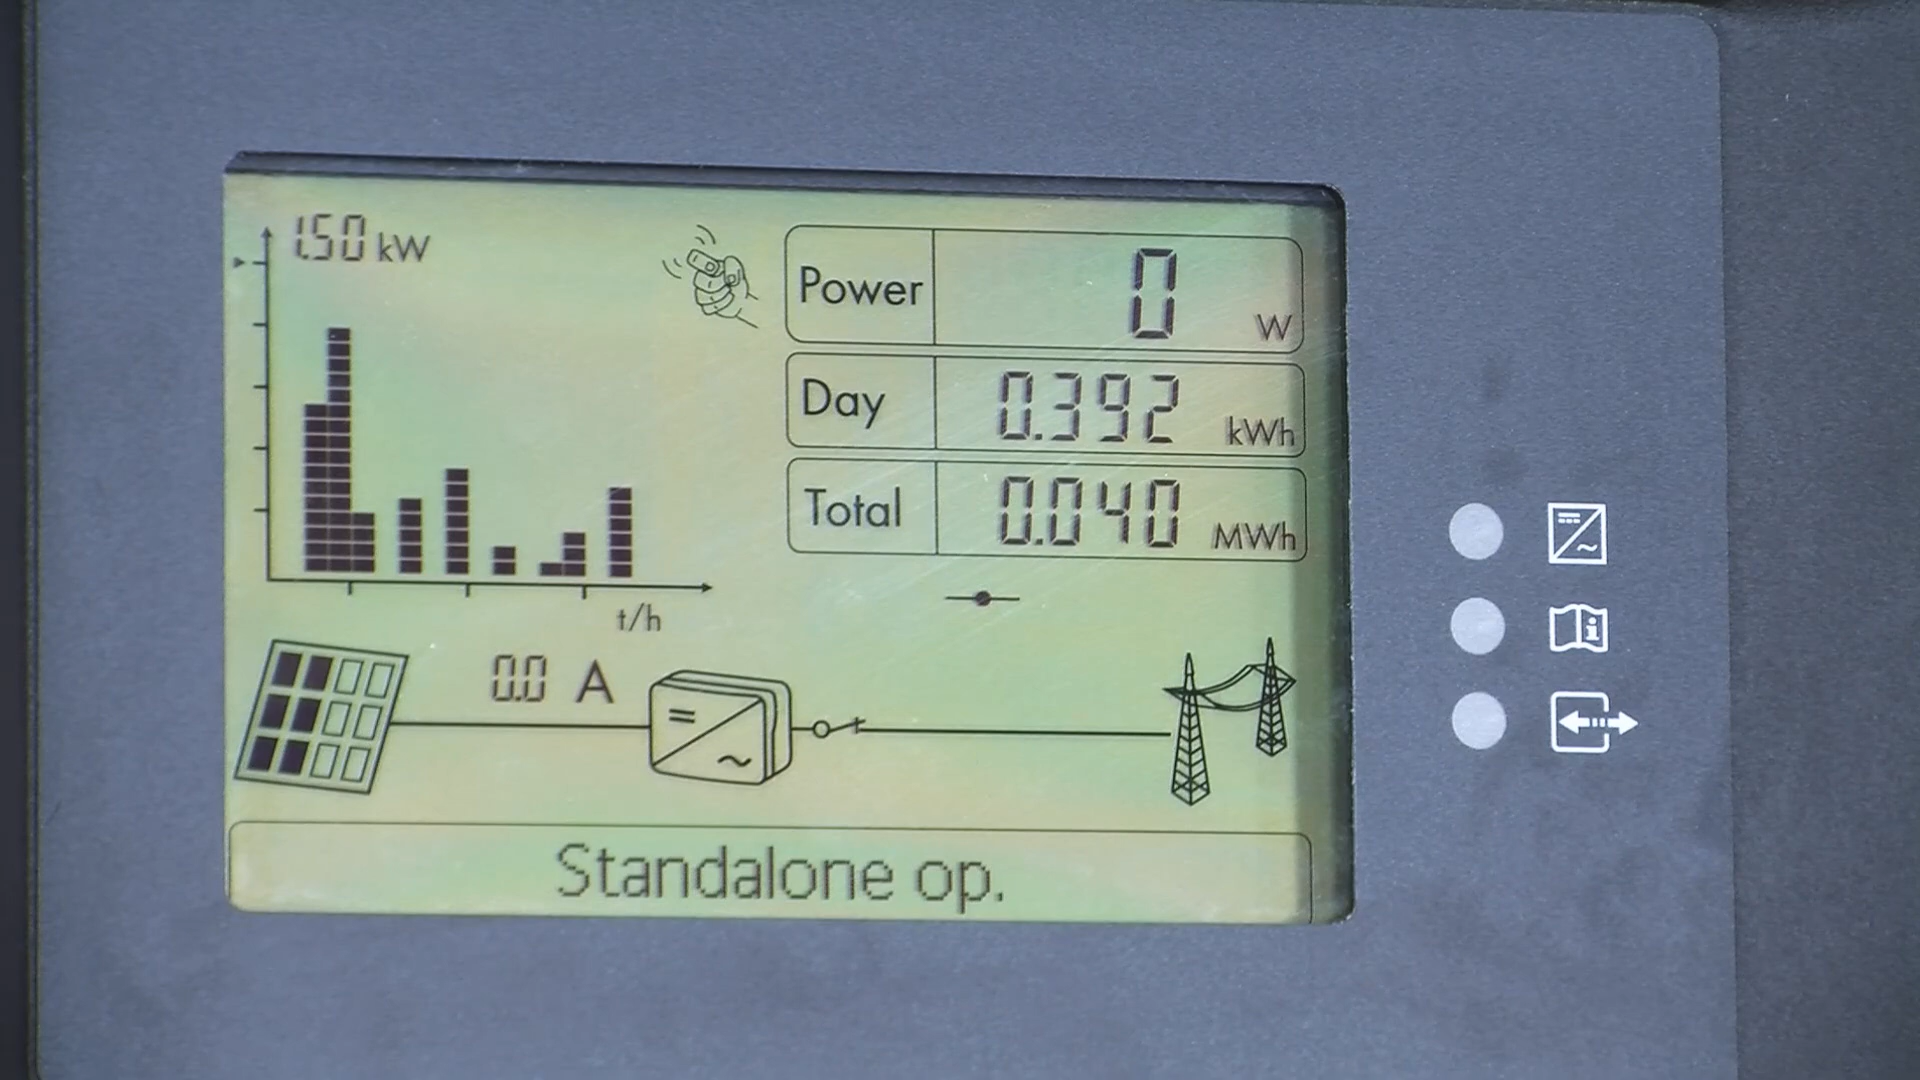 1.50 kW
Power 0 W
Day 0.392 kWh
Total 0.040 MWh
t/h
0.0 A
Standalone op.